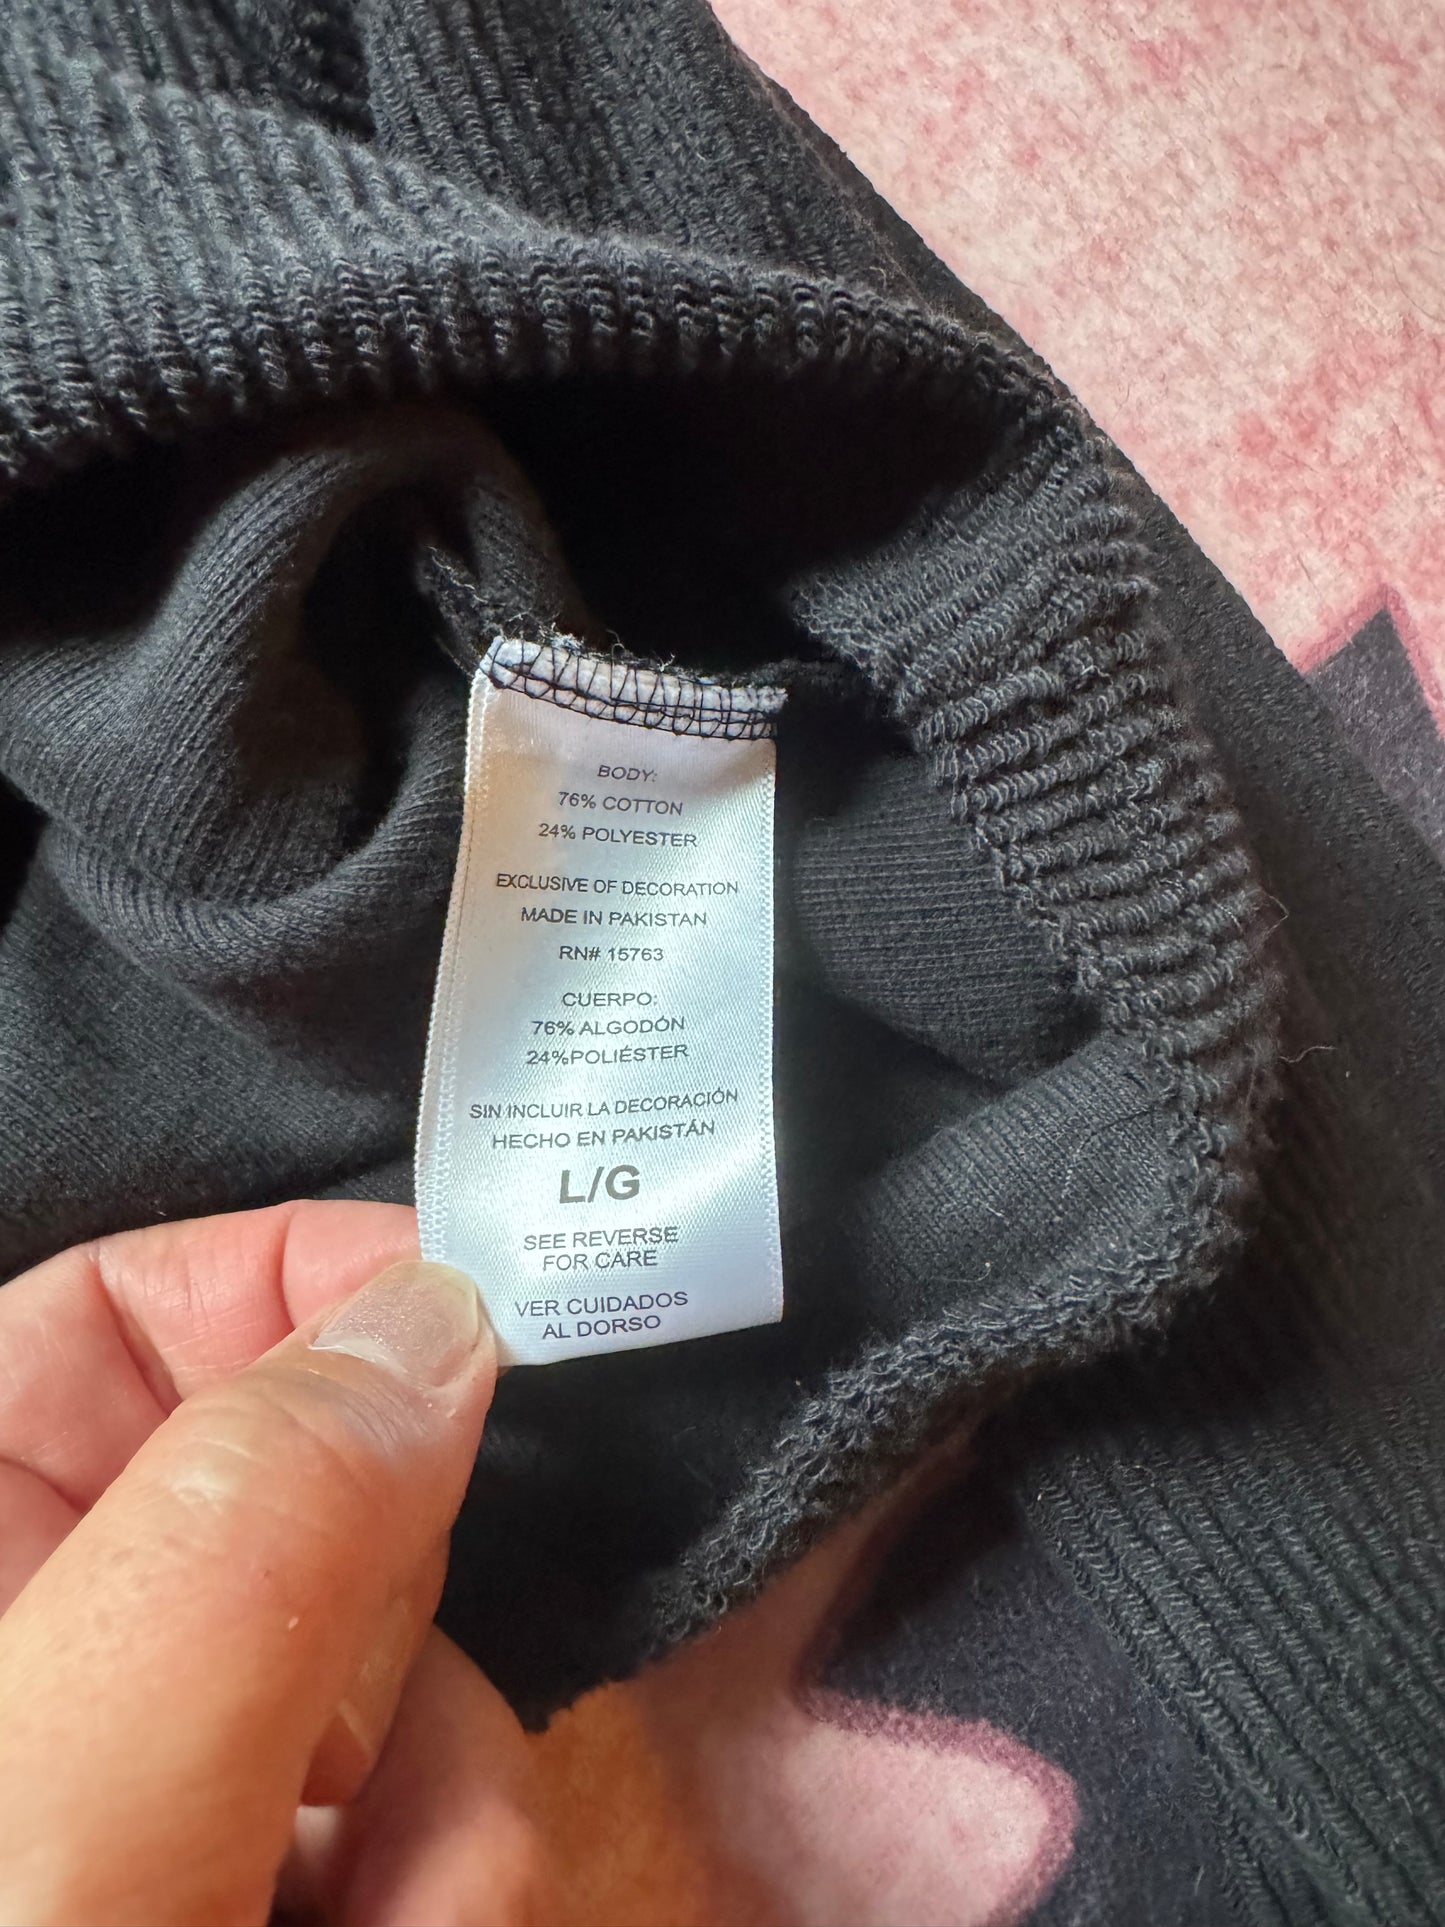 BODY:
76% COTTON
24% POLYESTER
EXCLUSIVE OF DECORATION
MADE IN PAKISTAN
RN# 15763
CUERPO:
76% ALGODÓN
24%POLIÉSTER
SIN INCLUIR LA DECORACIÓN
HECHO EN PAKISTÁN
L/G
SEE REVERSE
FOR CARE
VER CUIDADOS
AL DORSO